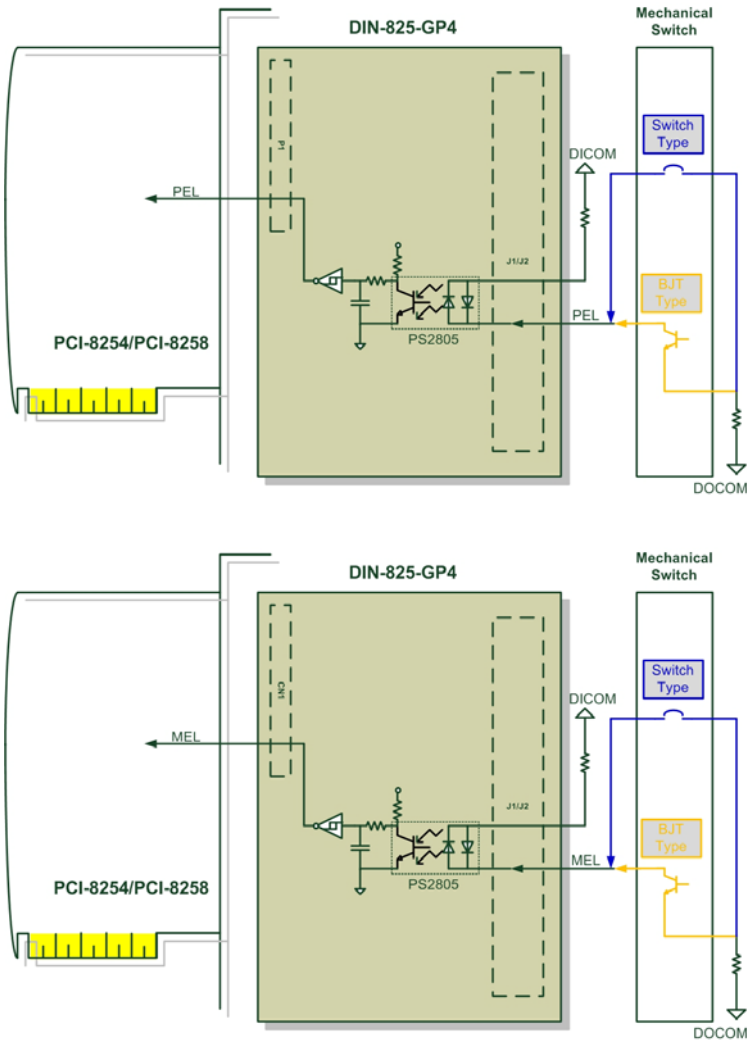 DIN-825-GP4
Mechanical
Switch
P1
Switch
Type
DICOM
PEL
J1/J2
BJT
Type
PEL
PS2805
PCI-8254/PCI-8258
DOCOM
DIN-825-GP4
Mechanical
Switch
CN1
Switch
Type
DICOM
MEL
J1/J2
BJT
Type
MEL
PS2805
PCI-8254/PCI-8258
DOCOM